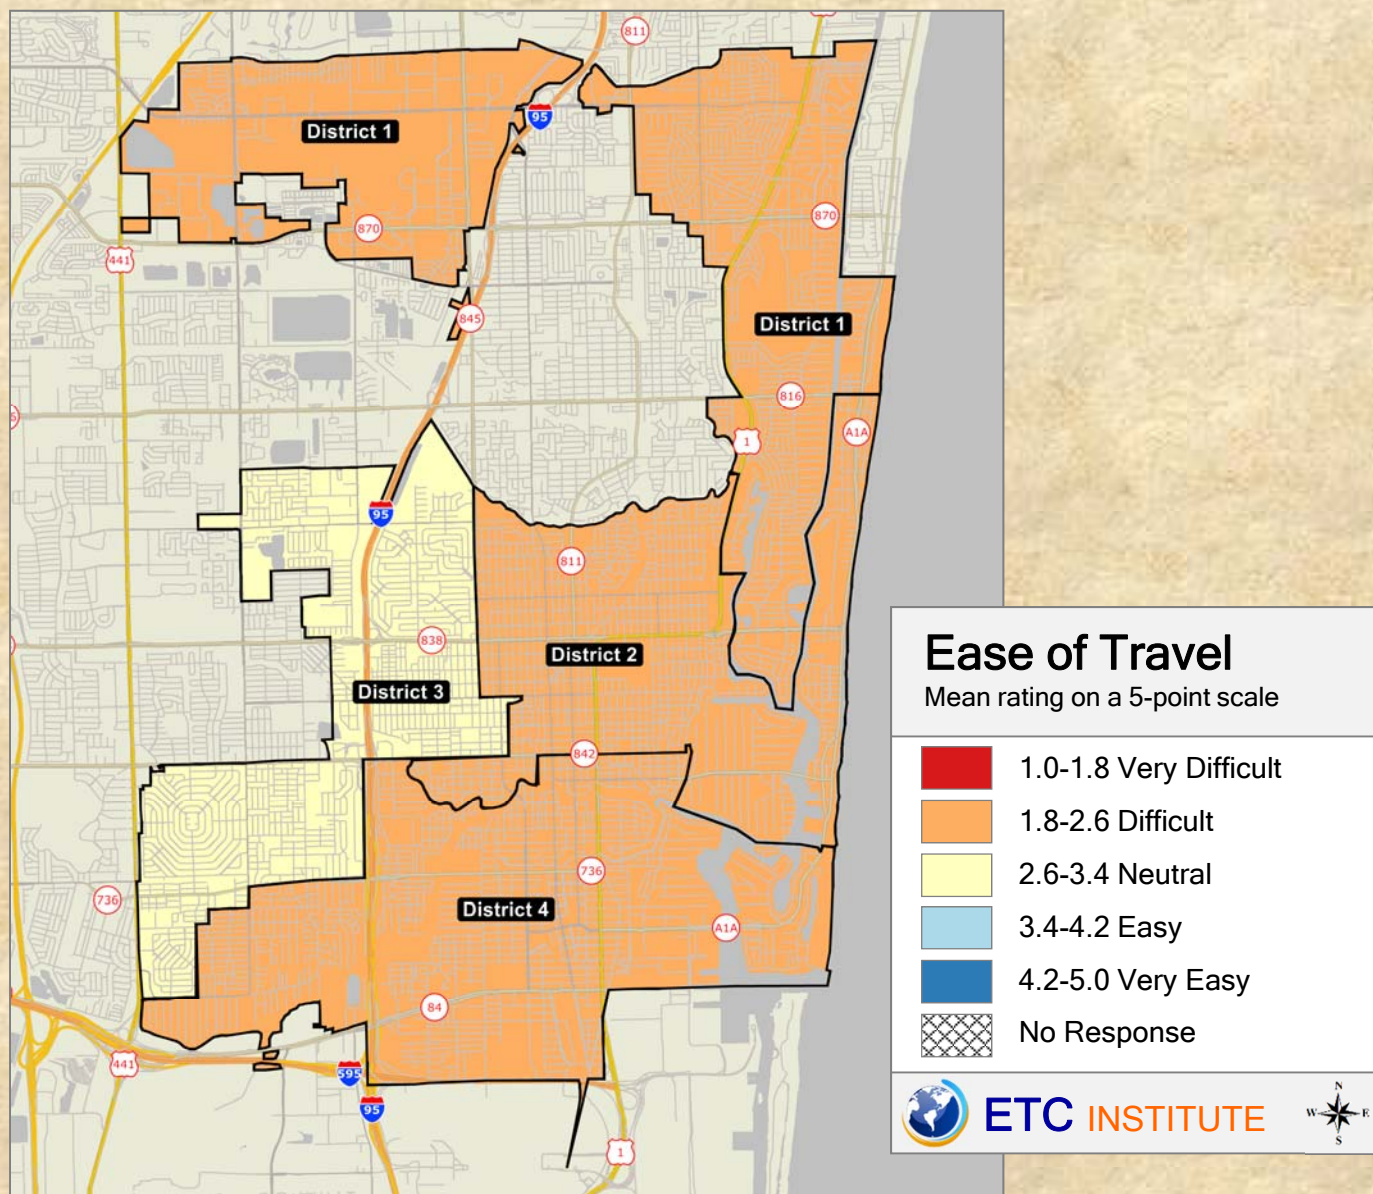 811
95
District 1
870
870
441
845
District 1
816
A1A
1
95
811
838
District 2
District 3
842
736
736
District 4
A1A
84
441
595
95
1
Ease of Travel
Mean rating on a 5-point scale
1.0-1.8 Very Difficult
1.8-2.6 Difficult
2.6-3.4 Neutral
3.4-4.2 Easy
4.2-5.0 Very Easy
No Response
ETC INSTITUTE
N
W E
S